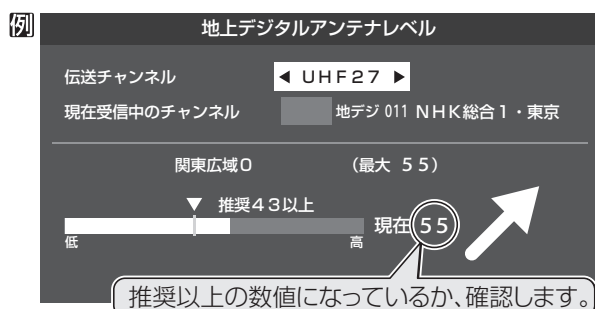 例
地上デジタルアンテナレベル
伝送チャンネル ◀ UHF27 ▶
現在受信中のチャンネル 地デジ 011 NHK総合1・東京
関東広域0 (最大 55)
▼ 推奨43以上
低 高 現在 55
推奨以上の数値になっているか、確認します。